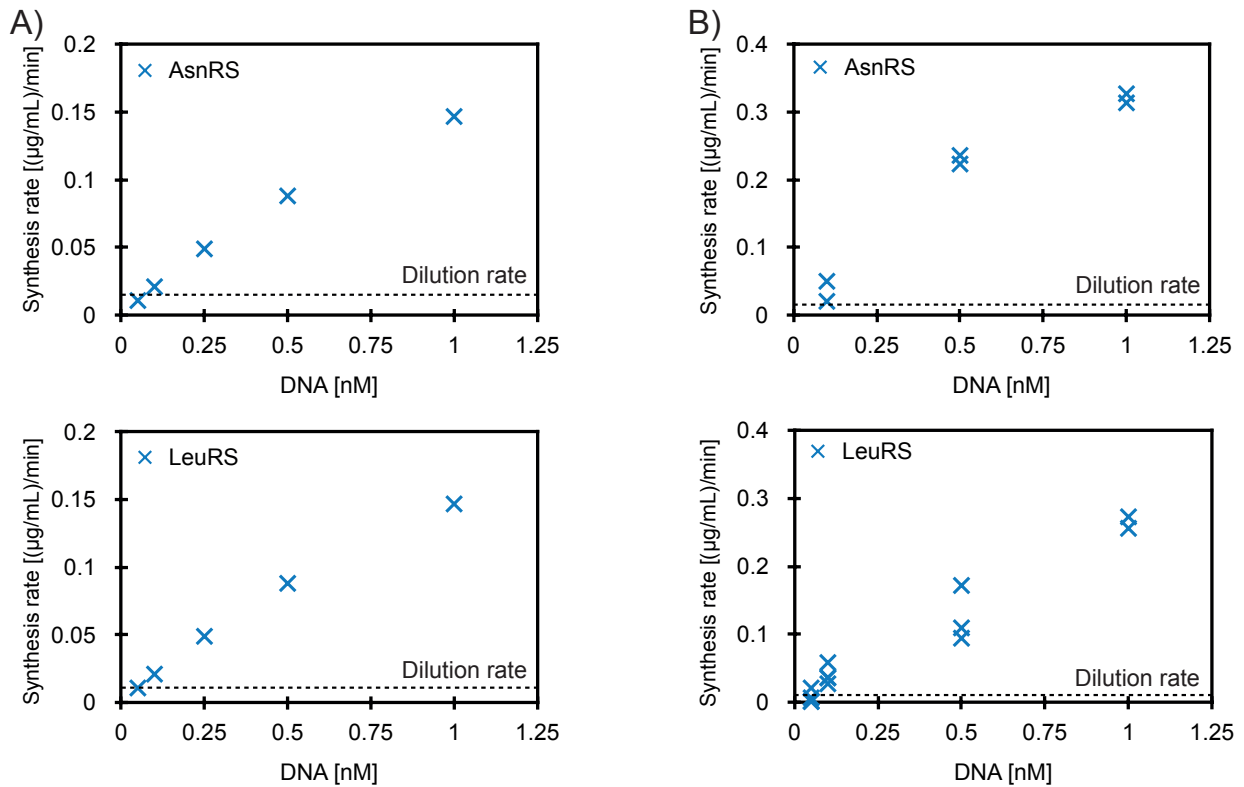 A)
Synthesis rate [(µg/mL)/min]
0.2
0.15
0.1
0.05
0
AsnRS
Dilution rate
0 0.25 0.5 0.75 1 1.25
DNA [nM]
B)
Synthesis rate [(µg/mL)/min]
0.4
0.3
0.2
0.1
0
AsnRS
Dilution rate
0 0.25 0.5 0.75 1 1.25
DNA [nM]
Synthesis rate [(µg/mL)/min]
0.2
0.15
0.1
0.05
0
LeuRS
Dilution rate
0 0.25 0.5 0.75 1 1.25
DNA [nM]
Synthesis rate [(µg/mL)/min]
0.4
0.3
0.2
0.1
0
LeuRS
Dilution rate
0 0.25 0.5 0.75 1 1.25
DNA [nM]